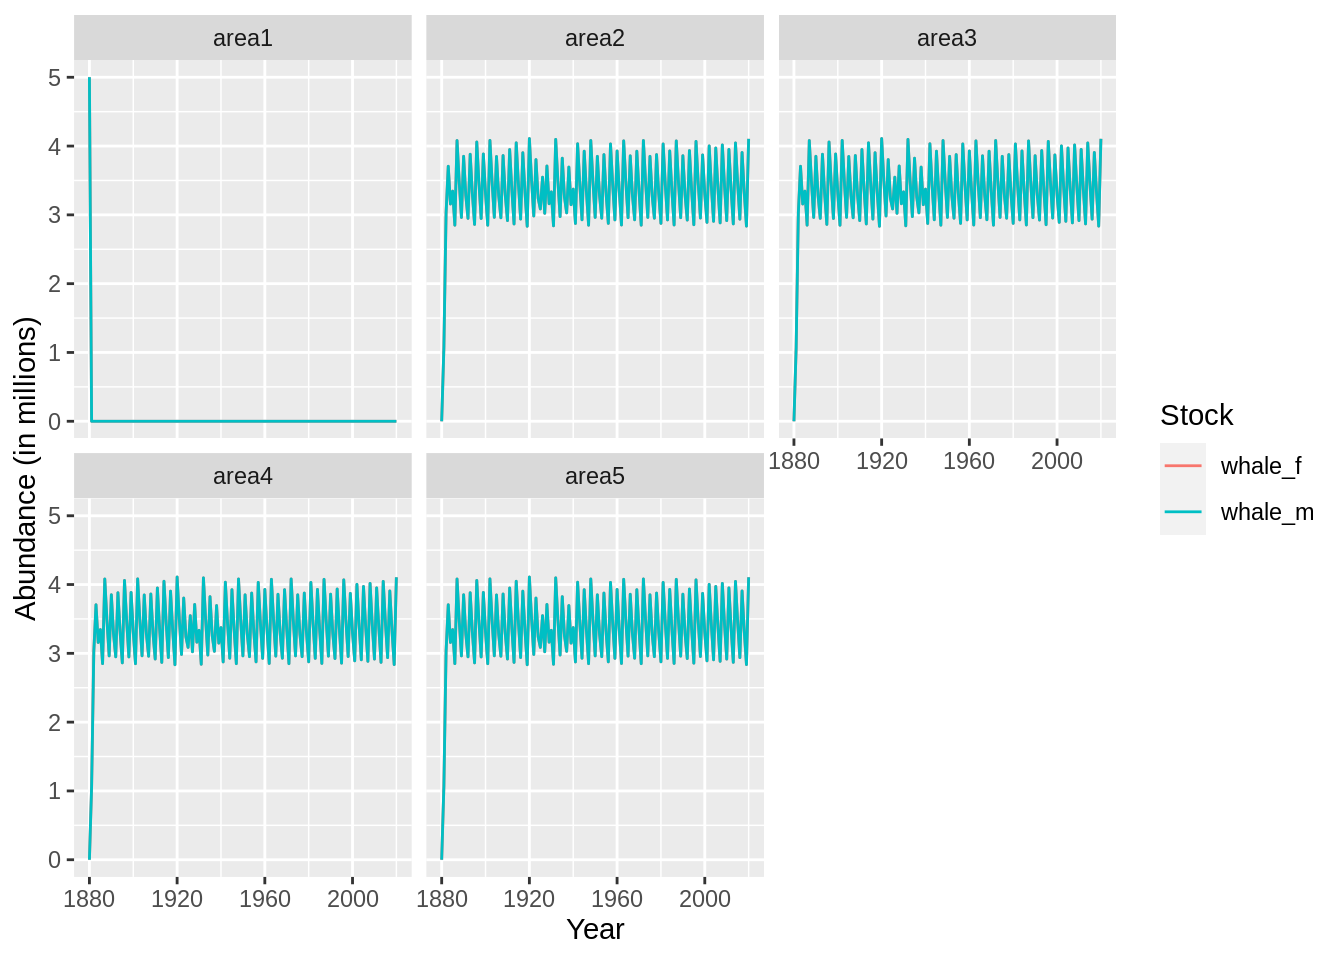 area1 area2 area3
5
4
3
2
1
0
1880 1920 1960 2000
area4 area5
5
4
3
2
1
0
1880 1920 1960 2000 1880 1920 1960 2000
Year
Abundance (in millions)
Stock
whale_f
whale_m